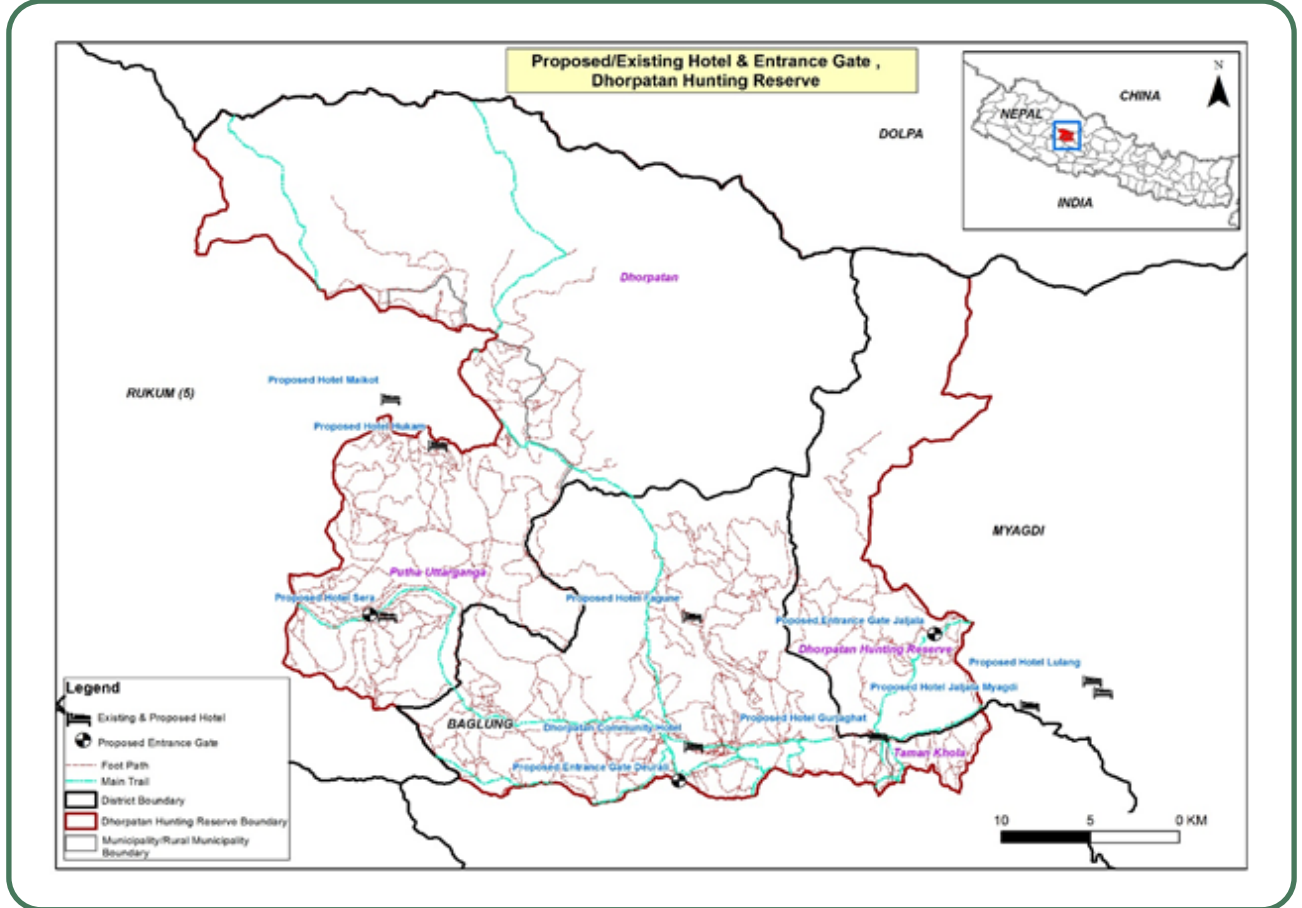 Proposed/Existing Hotel & Entrance Gate ,
Dhorpatan Hunting Reserve
N
CHINA
NEPAL
INDIA
DOLPA
Dhorpatan
RUKUM (5)
Proposed Hotel Maikot
Proposed Hotel Hukam
MYAGDI
Putha Uttarganga
Proposed Hotel Sera
Proposed Hotel Fagune
Puposed Entrance Gate Jaljala
Dhorpatan Hunting Reserve
Proposed Hotel Lulang
Proposed Hotel Jaljala Myagdi
Proposed Hotel Gurjaghat
BAGLUNG
Dhorpatan Community Hotel
Taman Khola
Proposed Entrance Gate Deurali
Legend
Existing & Proposed Hotel
Proposed Entrance Gate
Foot Path
Main Trail
District Boundary
Dhorpatan Hunting Reserve Boundary
Municipality/Rural Municipality
Boundary
10 5 0 KM